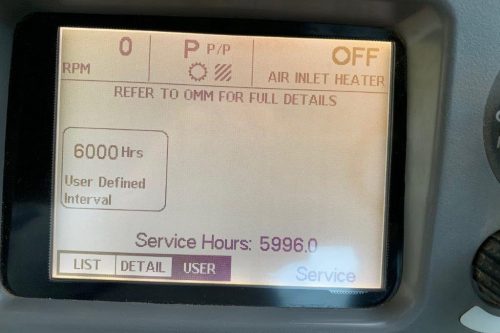 0 P P/P OFF
RPM AIR INLET HEATER
REFER TO OMM FOR FULL DETAILS
6000 Hrs
User Defined
Interval
Service Hours: 5996.0
LIST DETAIL USER Service